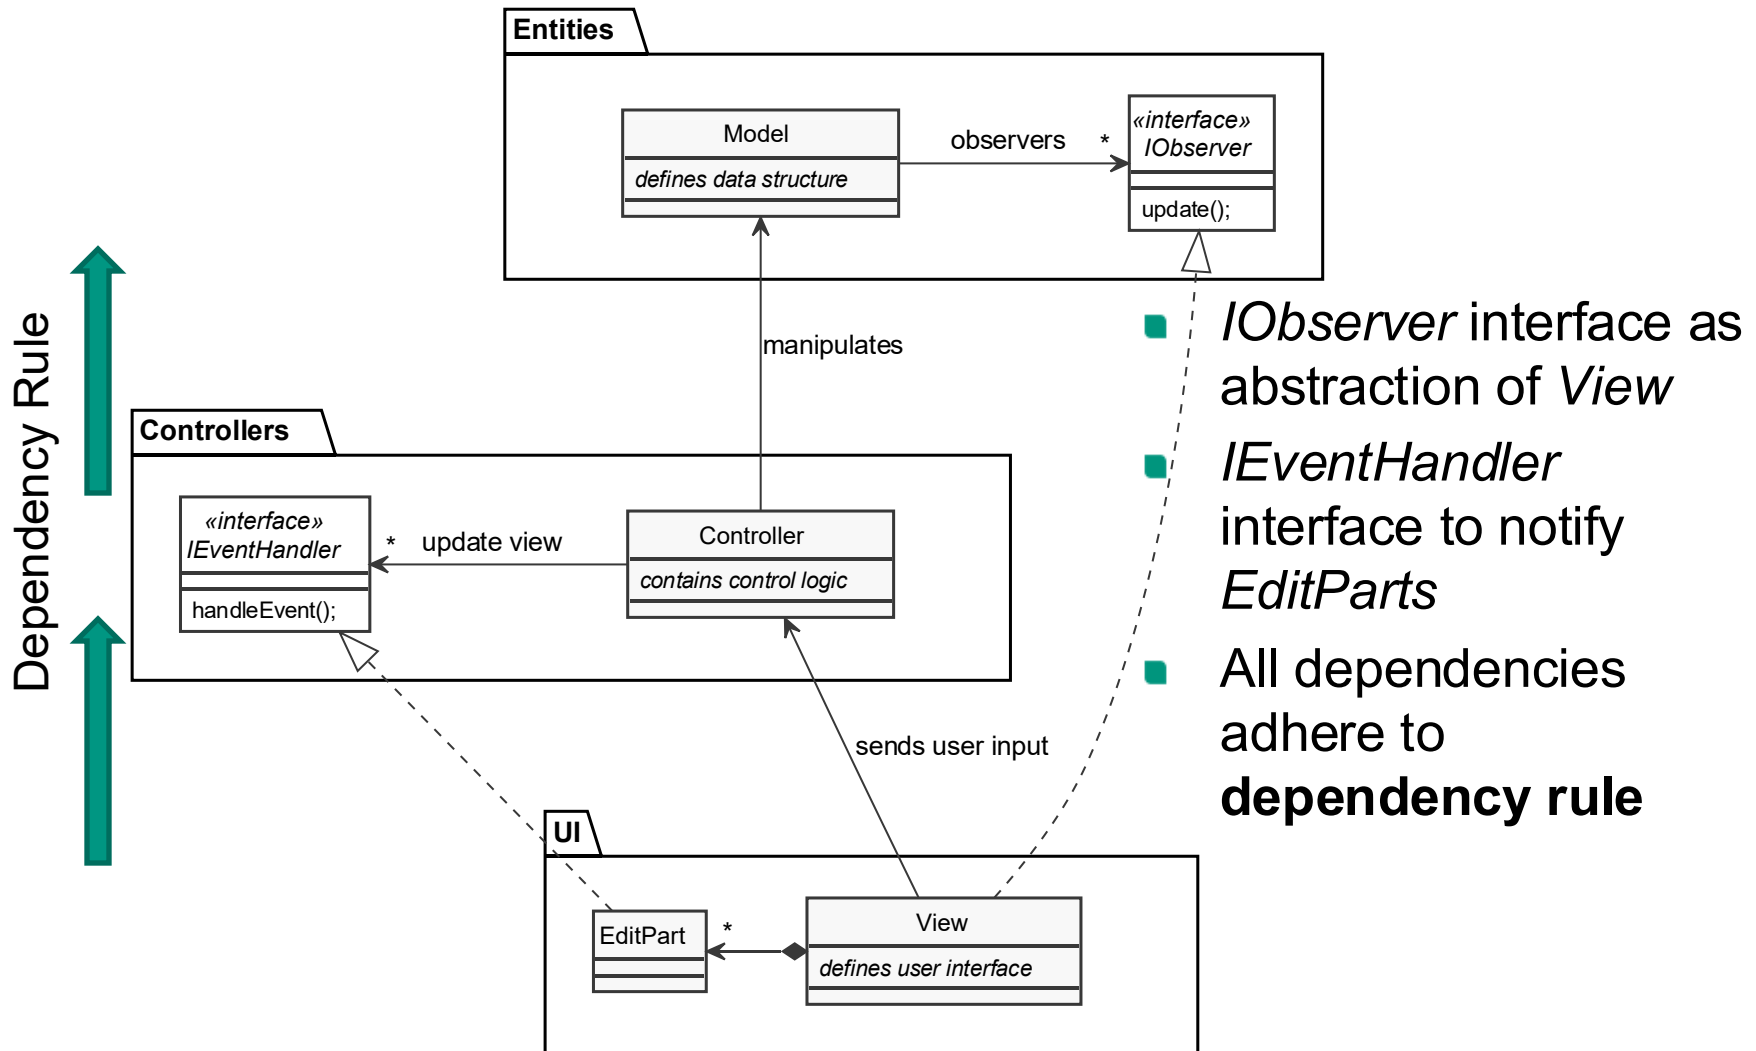 Entities
Model
defines data structure
observers
*
«interface»
IObserver
update();
manipulates
Dependency Rule
Controllers
«interface»
IEventHandler
handleEvent();
*
update view
Controller
contains control logic
sends user input
UI
EditPart
*
View
defines user interface
IObserver interface as
abstraction of View
IEventHandler
interface to notify
EditParts
All dependencies
adhere to
dependency rule